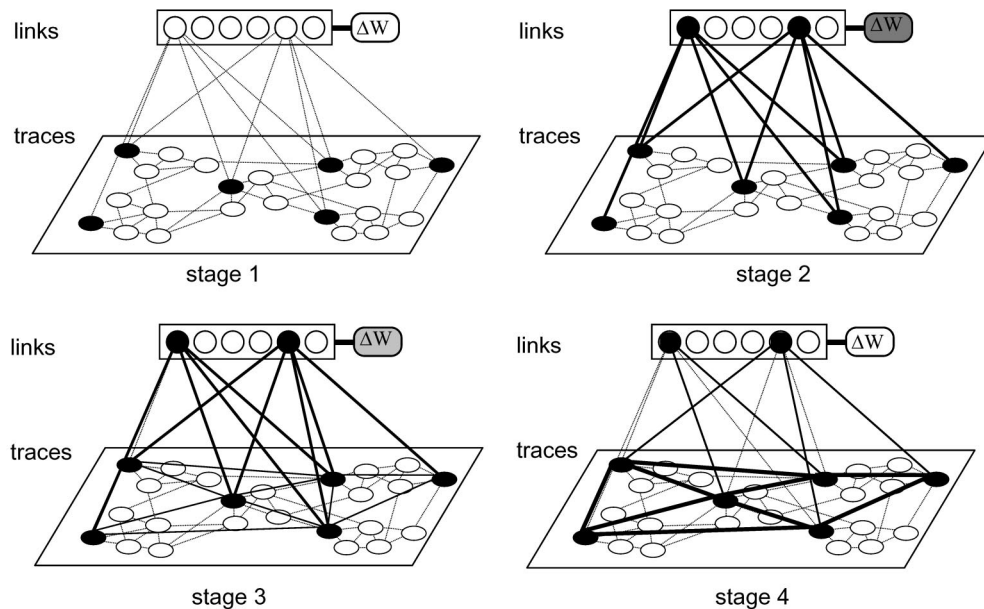 links ΔW
traces
stage 1
links ΔW
traces
stage 2
links ΔW
traces
stage 3
links ΔW
traces
stage 4